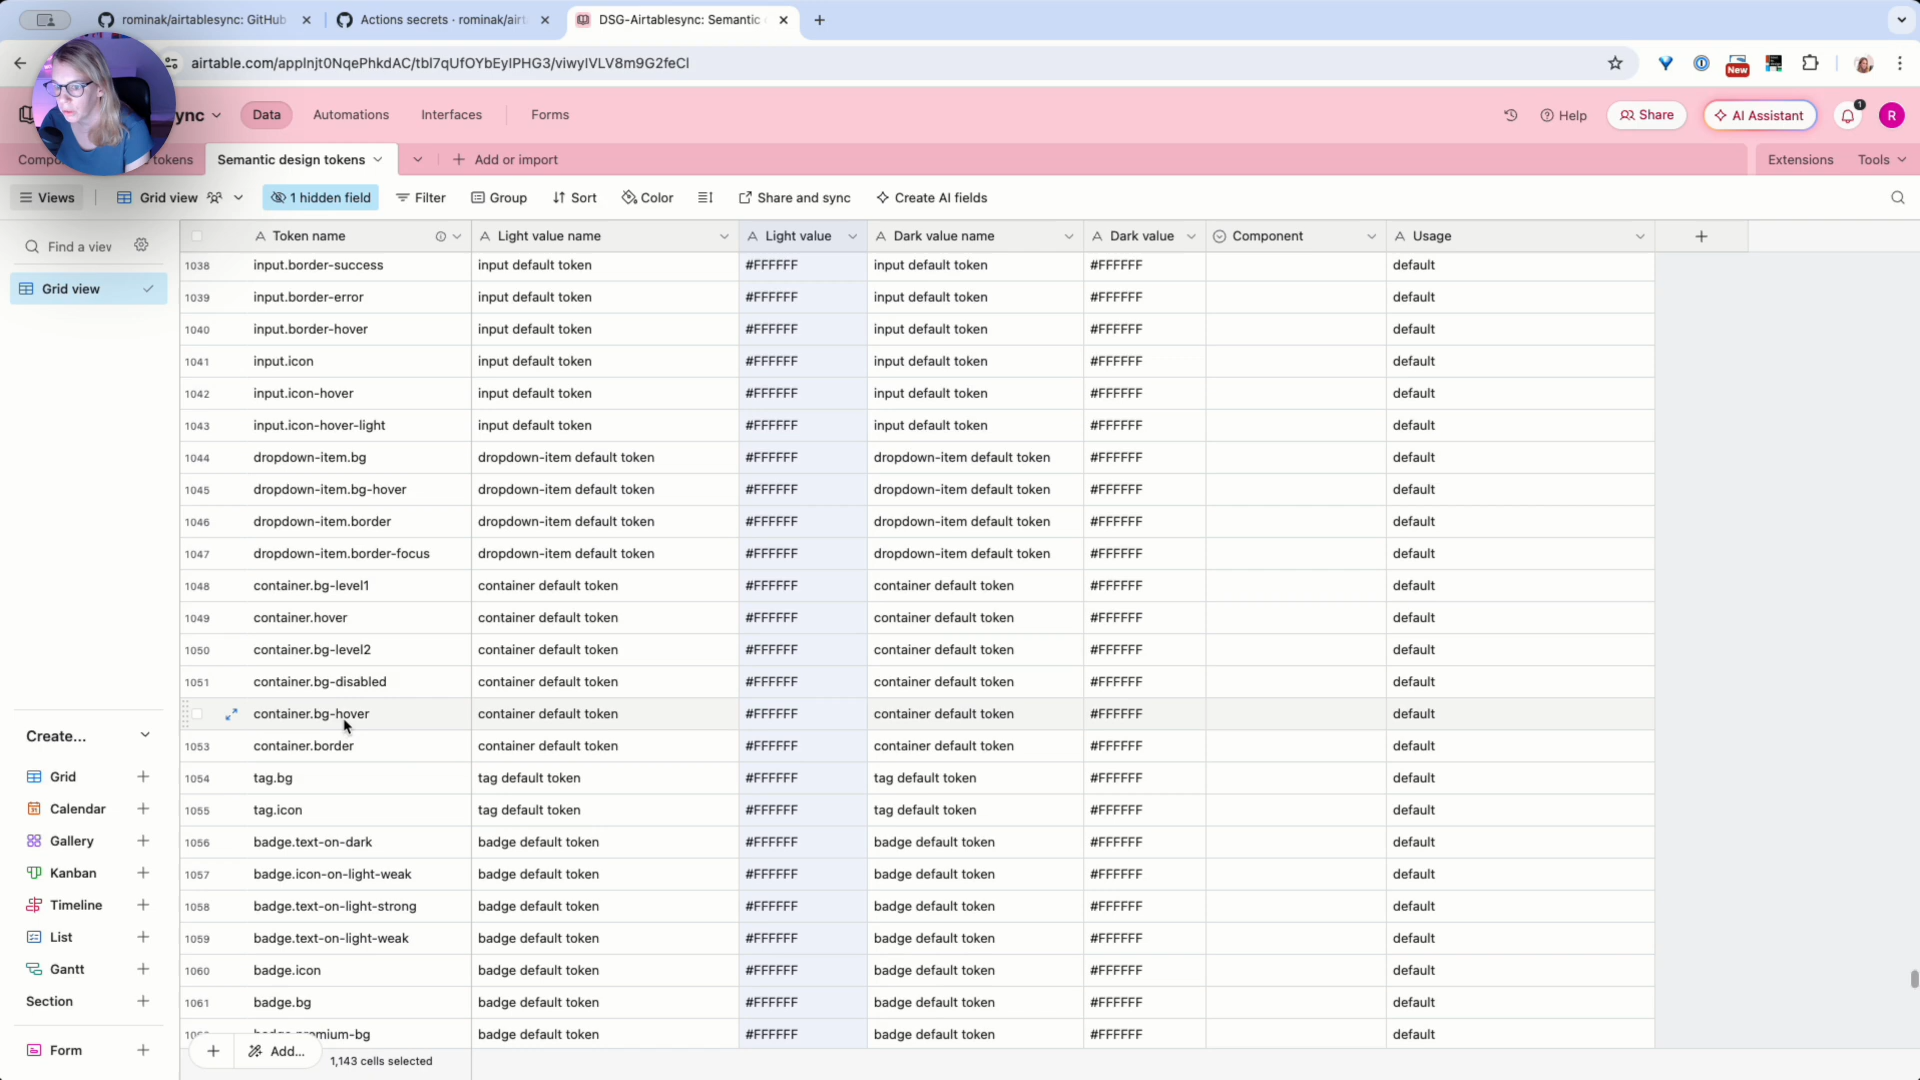 rominak/airtablesync: GitHub
Actions secrets · rominak/airt
DSG-Airtablesync: Semantic
airtable.com/appInjt0NqePhkdAC/tbl7qUfOYbEyIPHG3/viwyIVLV8m9G2feCl
New
Data
Automations
Interfaces
Forms
Help
Share
AI Assistant
1
R
tokens
Semantic design tokens
Add or import
Extensions
Tools
Views
Grid view
1 hidden field
Filter
Group
Sort
Color
Share and sync
Create AI fields
Find a view
Grid view
Token name Light value name Light value Dark value name Dark value Component Usage
1038 input.border-success input default token #FFFFFF input default token #FFFFFF default
1039 input.border-error input default token #FFFFFF input default token #FFFFFF default
1040 input.border-hover input default token #FFFFFF input default token #FFFFFF default
1041 input.icon input default token #FFFFFF input default token #FFFFFF default
1042 input.icon-hover input default token #FFFFFF input default token #FFFFFF default
1043 input.icon-hover-light input default token #FFFFFF input default token #FFFFFF default
1044 dropdown-item.bg dropdown-item default token #FFFFFF dropdown-item default token #FFFFFF default
1045 dropdown-item.bg-hover dropdown-item default token #FFFFFF dropdown-item default token #FFFFFF default
1046 dropdown-item.border dropdown-item default token #FFFFFF dropdown-item default token #FFFFFF default
1047 dropdown-item.border-focus dropdown-item default token #FFFFFF dropdown-item default token #FFFFFF default
1048 container.bg-level1 container default token #FFFFFF container default token #FFFFFF default
1049 container.hover container default token #FFFFFF container default token #FFFFFF default
1050 container.bg-level2 container default token #FFFFFF container default token #FFFFFF default
1051 container.bg-disabled container default token #FFFFFF container default token #FFFFFF default
container.bg-hover container default token #FFFFFF container default token #FFFFFF default
1053 container.border container default token #FFFFFF container default token #FFFFFF default
1054 tag.bg tag default token #FFFFFF tag default token #FFFFFF default
1055 tag.icon tag default token #FFFFFF tag default token #FFFFFF default
1056 badge.text-on-dark badge default token #FFFFFF badge default token #FFFFFF default
1057 badge.icon-on-light-weak badge default token #FFFFFF badge default token #FFFFFF default
1058 badge.text-on-light-strong badge default token #FFFFFF badge default token #FFFFFF default
1059 badge.text-on-light-weak badge default token #FFFFFF badge default token #FFFFFF default
1060 badge.icon badge default token #FFFFFF badge default token #FFFFFF default
1061 badge.bg badge default token #FFFFFF badge default token #FFFFFF default
badge default token #FFFFFF badge default token #FFFFFF default
Create...
Grid
Calendar
Gallery
Kanban
Timeline
List
Gantt
Section
Form
Add...
1,143 cells selected